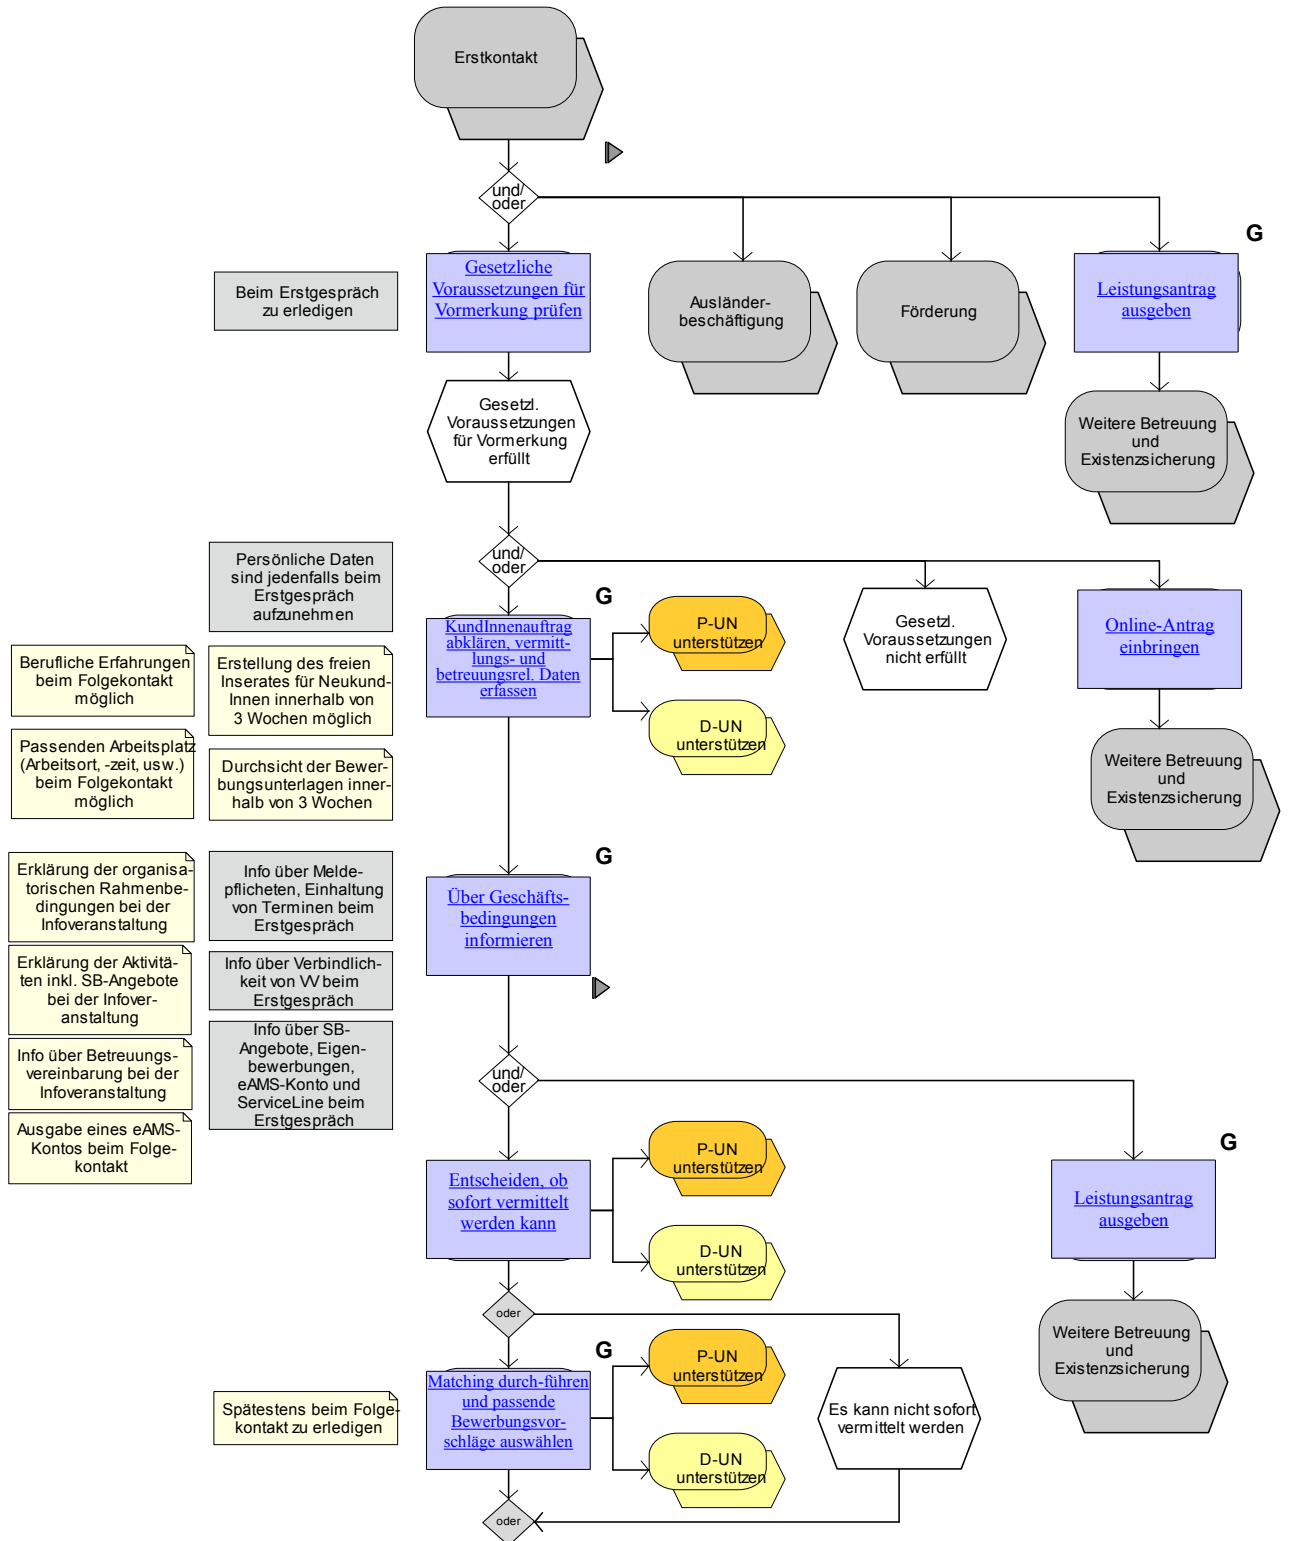 Erstkontakt
und/
oder
G
Gesetzliche
Voraussetzungen für
Vormerkung prüfen
Beim Erstgespräch
zu erledigen
Ausländer-
beschäftigung
Förderung
Leistungsantrag
ausgeben
Gesetzl.
Voraussetzungen
für Vormerkung
erfüllt
Weitere Betreuung
und
Existenzsicherung
und/
oder
Persönliche Daten
sind jedenfalls beim
Erstgespräch
aufzunehmen
G
KundInnenauftrag
abklären, vermitt-
lungs- und
betreuungsrel. Daten
erfassen
P-UN
unterstützen
D-UN
unterstützen
Gesetzl.
Voraussetzungen
nicht erfüllt
Online-Antrag
einbringen
Berufliche Erfahrungen
beim Folgekontakt
möglich
Erstellung des freien
Inserates für Neukund-
Innen innerhalb von
3 Wochen möglich
Passenden Arbeitsplatz
(Arbeitsort, -zeit, usw.)
beim Folgekontakt
möglich
Durchsicht der Bewer-
bungsunterlagen inner-
halb von 3 Wochen
Weitere Betreuung
und
Existenzsicherung
Erklärung der organisa-
torischen Rahmenbe-
dingungen bei der
Infoveranstaltung
Info über Melde-
pflicheten, Einhaltung
von Terminen beim
Erstgespräch
G
Über Geschäfts-
bedingungen
informieren
Erklärung der Aktivitä-
ten inkl. SB-Angebote
bei der Infover-
anstaltung
Info über Verbindlich-
keit von VV beim
Erstgespräch
Info über Betreuungs-
vereinbarung bei der
Infoveranstaltung
Info über SB-
Angebote, Eigen-
bewerbungen,
eAMS-Konto und
ServiceLine beim
Erstgespräch
und/
oder
Ausgabe eines eAMS-
Kontos beim Folge-
kontakt
G
Entscheiden, ob
sofort vermittelt
werden kann
P-UN
unterstützen
D-UN
unterstützen
Leistungsantrag
ausgeben
oder
Weitere Betreuung
und
Existenzsicherung
G
Matching durch-führen
und passende
Bewerbungsvor-
schläge auswählen
P-UN
unterstützen
D-UN
unterstützen
Es kann nicht sofort
vermittelt werden
Spätestens beim Folge-
kontakt zu erledigen
oder